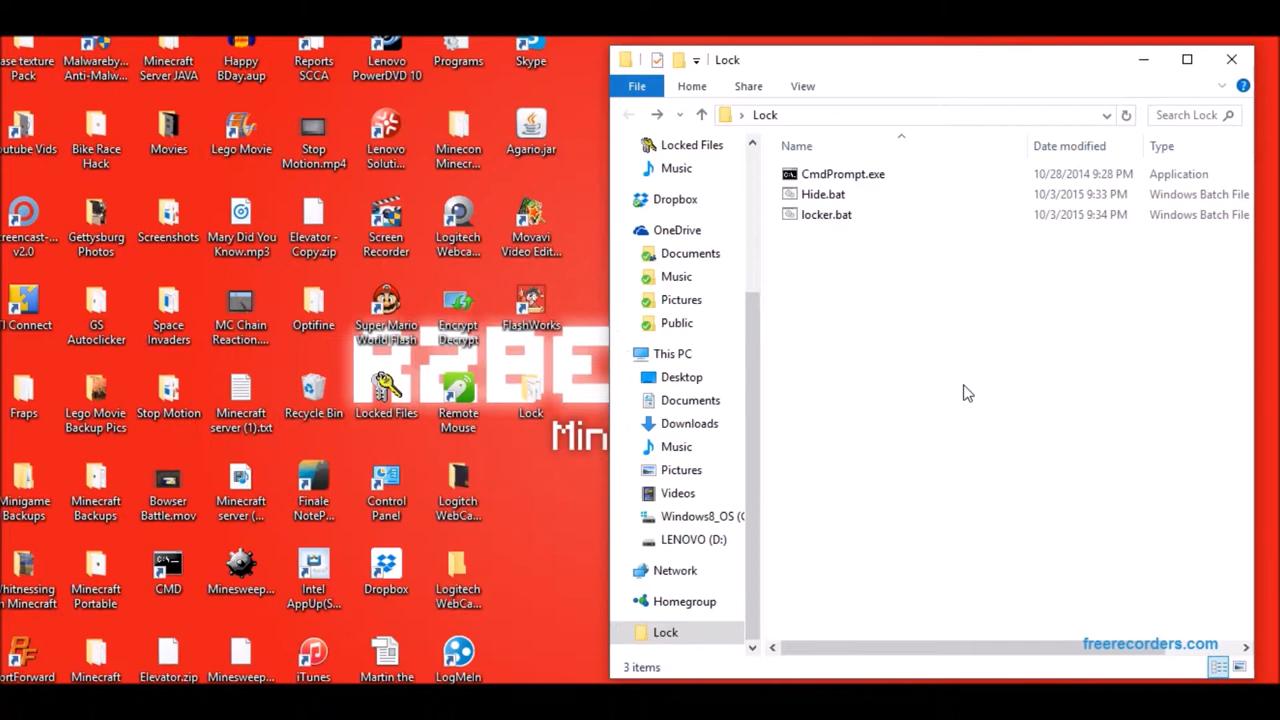 ase texture
Pack
Malwareby...
Anti-Malw...
Minecraft
Server JAVA
Happy
BDay.aup
Reports
SCCA
Lenovo
PowerDVD 10
Programs
Skype
outube Vids
Bike Race
Hack
Movies
Lego Movie
Stop
Motion.mp4
Lenovo
Soluti...
Minecon
Minecr...
Agario.jar
creencast-...
v2.0
Gettysburg
Photos
Screenshots
Mary Did You
Know.mp3
Elevator -
Copy.zip
Screen
Recorder
Logitech
Webca...
Movavi
Video Edit...
TI Connect
GS
Autoclicker
Space
Invaders
MC Chain
Reaction....
Optifine
Super Mario
World Flash
Encrypt
Decrypt
FlashWorks
Fraps
Lego Movie
Backup Pics
Stop Motion
Minecraft
server (1).txt
Recycle Bin
Locked Files
Remote
Mouse
Lock
Min
Minigame
Backups
Minecraft
Backups
Bowser
Battle.mov
Minecraft
server (...
Finale
NoteP...
Control
Panel
Logitch
WebCa...
Whitnessing
n Minecraft
Minecraft
Portable
CMD
Minesweep...
Intel
AppUp(S...
Dropbox
Logitech
WebCa...
ortForward
Minecraft
Elevator.zip
Minesweep...
iTunes
Martin the
LogMeIn
Lock
File Home Share View
Lock
Search Lock
Locked Files
Music
Dropbox
OneDrive
Documents
Music
Pictures
Public
This PC
Desktop
Documents
Downloads
Music
Pictures
Videos
Windows8_OS (C
LENOVO (D:)
Network
Homegroup
Lock
Name Date modified Type
CmdPrompt.exe 10/28/2014 9:28 PM Application
Hide.bat 10/3/2015 9:33 PM Windows Batch File
locker.bat 10/3/2015 9:34 PM Windows Batch File
freerecorders.com
3 items